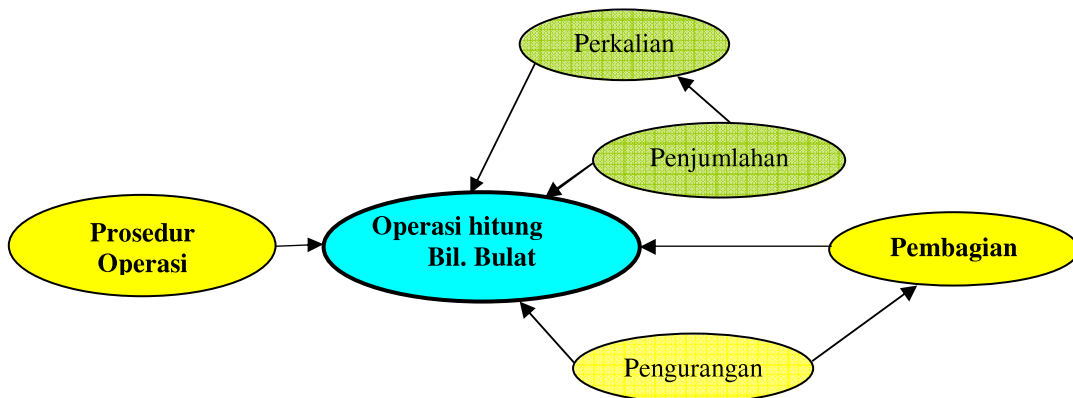 Perkalian
Penjumlahan
Prosedur
Operasi
Operasi hitung
Bil. Bulat
Pembagian
Pengurangan